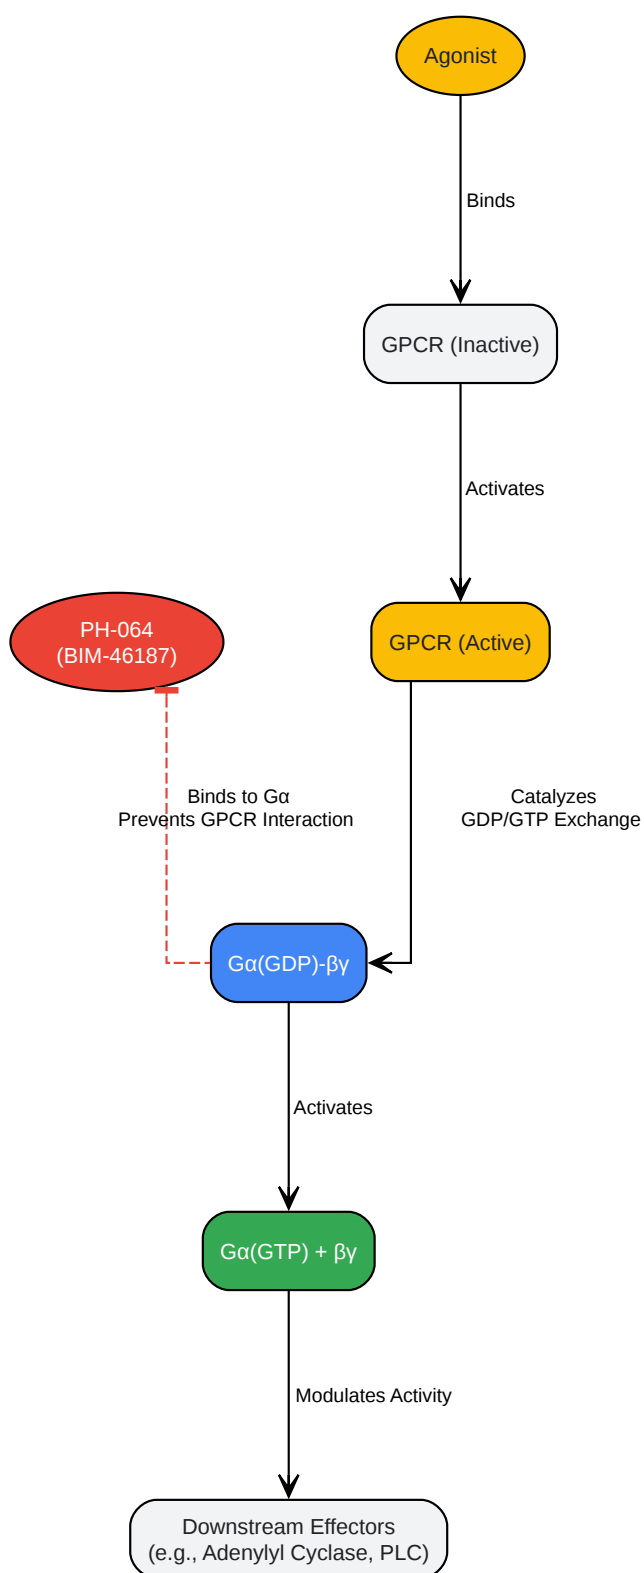 Agonist
Binds
GPCR (Inactive)
Activates
GPCR (Active)
PH-064
(BIM-46187)
Binds to Gα
Prevents GPCR Interaction
Catalyzes
GDP/GTP Exchange
Gα(GDP)-βγ
Activates
Gα(GTP) + βγ
Modulates Activity
Downstream Effectors
(e.g., Adenylyl Cyclase, PLC)